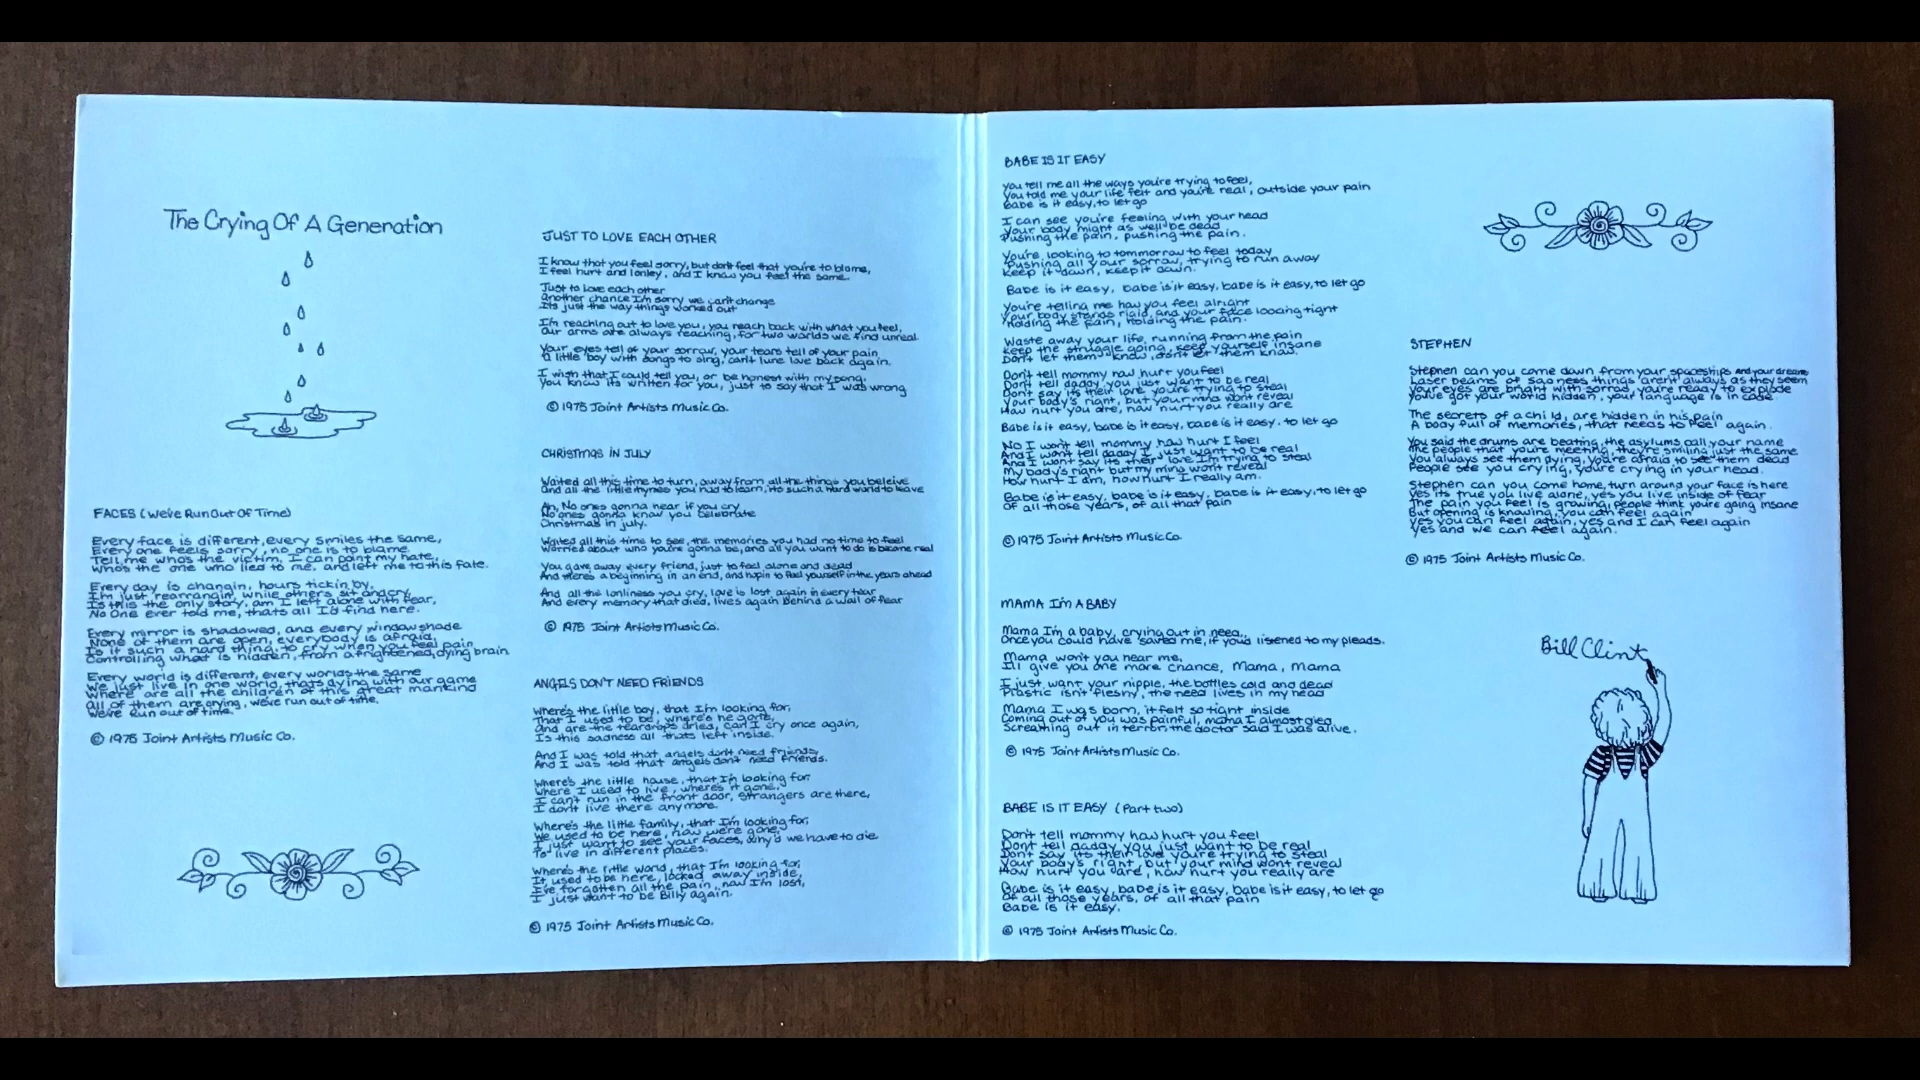 The Crying Of A Generation
FACES (We've Run Out Of Time)
Every face is different, every smiles the same,
Every one feels sorry, no one is to blame
Tell me whos the victim, I can point my hate,
Whos the one who lied to me, and left me to this fate.
Every day is changin, hours tickin by,
I'm just rearrangin, while others sit and cry
Is this the only story, am I left alone with fear,
No One ever told me, thats all I'd find here.
Every mirror is shadowed, and every window shade
None of them are open, everybody is afraid,
Is it such a hard thing, to cry when you feel pain
Controlling what is hidden, from a frightened, dying brain
Every world is different, every worlds the same
We just live in one world, thats dying with our game
Where are all the children of this great mankind
all of them are crying, we've run out of time,
We've Run out of time.
© 1975 Joint Artists Music Co.
JUST TO LOVE EACH OTHER
I know that you feel sorry, but don't feel that you're to blame,
I feel hurt and lonley, and I know you feel the same.
Just to love each other
another chance I'm sorry we can't change
Its just the way things worked out
I'm reaching out to love you, you reach back with what you feel,
Our arms are always reaching, for two worlds we find unreal
Your eyes tell of your sorrow, your tears tell of your pain
a little boy with songs to sing, can't lure love back again.
I wish that I could tell you, or be honest with my song.
You know its written for you, just to say that I was wrong
© 1975 Joint Artists Music Co.
CHRISTMAS IN JULY
Waited all this time to turn, away from all the things you beleive
and all the little rhymes you had to learn, its such a hard world to leave
Ah, No ones gonna hear if you cry
No ones gonna know you celebrate
Christmas in july.
Waited all this time to see, the memories you had no time to feel
Worried about who you're gonna be, and all you want to do is become real
You gave away every friend, just to feel alone and dead
And there's a beginning in an end, and hopin to feel yourself in the years ahead
And all the lonliness you cry, love is lost again in every tear
And every memory that died, lives again behind a wall of fear
© 1975 Joint Artists Music Co.
ANGELS DON'T NEED FRIENDS
Where's the little boy, that I'm looking for,
That I used to be, where's he gone,
and are the teardrops dried, can I cry once again,
Is this sadness all thats left inside.
And I was told that angels don't need friends,
And I was told that angels don't need friends.
Where's the little house, that I'm looking for,
Where I used to live, where's it gone,
I can't run in the front door, strangers are there,
I don't live there anymore.
Where's the little family, that I'm looking for,
We used to be here, now we're gone,
I just want to see your faces, why'd we have to die
To live in different places.
Where's the little world, that I'm looking for,
It used to be here, locked away inside,
I've forgotten all the pain, now I'm lost,
I just want to be Billy again.
© 1975 Joint Artists Music Co.
BABE IS IT EASY
You tell me all the ways you're trying to feel,
You told me your life felt and you're real, outside your pain
Babe is it easy, to let go
I can see you're feeling with your head
Your body might as well be dead
Pushing the pain, pushing the pain.
You're looking to tommorow to feel today
Pushing all your sorrow, trying to run away
Keep it down, keep it down.
Babe is it easy, babe is it easy, babe is it easy, to let go
You're telling me how you feel alright
Your body stands rigid, and your face loocing tight
Holding the pain, holding the pain.
Waste away your life, running from the pain
Keep the struggle going, keep yourself insane
Don't let them know, don't let them know.
Don't tell mommy how hurt you feel
Don't tell daddy you just want to be real
Don't say its their love you're trying to steal
Your body's right, but your mind wont reveal
How hurt you are, how hurt you really are
Babe is it easy, babe is it easy, babe is it easy, to let go
No I won't tell mommy how hurt I feel
And I won't tell daddy I just want to be real
And I wont say its their love I'm trying to steal
My body's right but my mind won't reveal
How hurt I am, how hurt I really am.
Babe is it easy, babe is it easy, babe is it easy, to let go
Of all those years, of all that pain
© 1975 Joint Artists Music Co.
MAMA I'M A BABY
Mama I'm a baby, crying out in need,
Once you could have saved me, if you'd listened to my pleads.
Mama won't you hear me,
I'll give you one more chance, Mama, Mama
I just want your nipple, the bottles cold and dead
Plastic isn't fleshy, the need lives in my head
Mama I was born, it felt so tight inside
Coming out of you was painful, mama I almost died
Screaming out in terror, the doctor said I was alive.
© 1975 Joint Artists Music Co.
BABE IS IT EASY (Part two)
Don't tell mommy how hurt you feel
Don't tell daddy you just want to be real
Don't say its their love you're trying to steal
Your body's right, but your mind wont reveal
How hurt you are, how hurt you really are
Babe is it easy, babe is it easy, babe is it easy, to let go
Of all those years, of all that pain
Babe is it easy.
© 1975 Joint Artists Music Co.
STEPHEN
Stephen can you come down from your spaceships and your dreams
Laser beams of sadness things aren't always as they seem
Your eyes are bright with sorrow, you're ready to explode
You've got your world hidden, your language is in code
The secrets of a child, are hidden in his pain
A body full of memories, that needs to feel again.
You said the drums are beating, the asylums call your name
The people that you're meeting, they're smiling just the same
You always see them dying, you're afraid to see them dead
People see you crying, you're crying in your head.
Stephen can you come home, turn around your face is here
Yes its true you live alone, yes you live inside of fear
The pain you feel is growing, people think you're going insane
But opening is knowing, you can feel again
Yes you can feel again, yes and I can feel again
Yes and we can feel again.
© 1975 Joint Artists Music Co.
Bill Clint